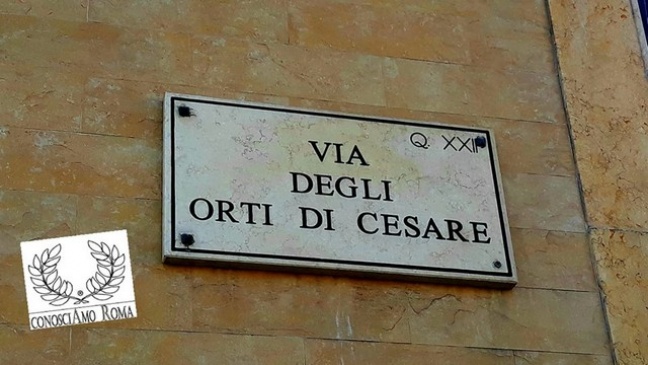 Q. XXII
VIA
DEGLI
ORTI DI CESARE
®
CONOSCIAMO ROMA